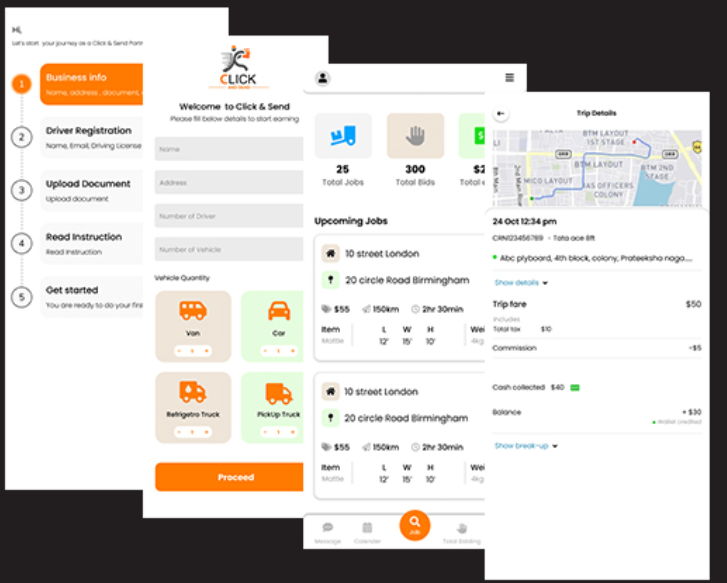 Hi,
Let's start your journey as a Click & Send Partn
1
Business info
Name, address , document,
2
Driver Registration
Name, Email, Driving License
3
Upload Document
Upload document
4
Read Instruction
Read Instruction
5
Get started
You are ready to do your firs
CLICK
AND SEND
Welcome to Click & Send
Please fill below details to start earning
Name
Address
Number of Driver
Number of Vehicle
Vehicle Quantity
Van
Car
- 1 +
- 1 +
Refrigetro Truck
PickUp Truck
- 1 +
- 1 +
Proceed
25
300
$2
Total Jobs
Total Bids
Total e
Upcoming Jobs
10 street London
20 circle Road Birmingham
$55
150km
2hr 30min
Item L W H Wei
Mattle 12' 15' 10' 4kg
10 street London
20 circle Road Birmingham
$55
150km
2hr 30min
Item L W H Wei
Mattle 12' 15' 10' 4kg
Message
Calender
Job
Total Bidding
Trip Details
BTM LAYOUT
1ST STAGE
BTM LAYOUT
BTM 2ND
STAGE
MICO LAYOUT
IAS OFFICERS
COLONY
24 Oct 12:34 pm
CRN123456789 - Tata ace 8ft
Abc plyboard, 4th block, colony, Prateeksha naga....
Show details
Trip fare $50
Includes
Total tax $10
Commission -$5
Cash collected $40
Balance + $30
Wallet credited
Show break-up